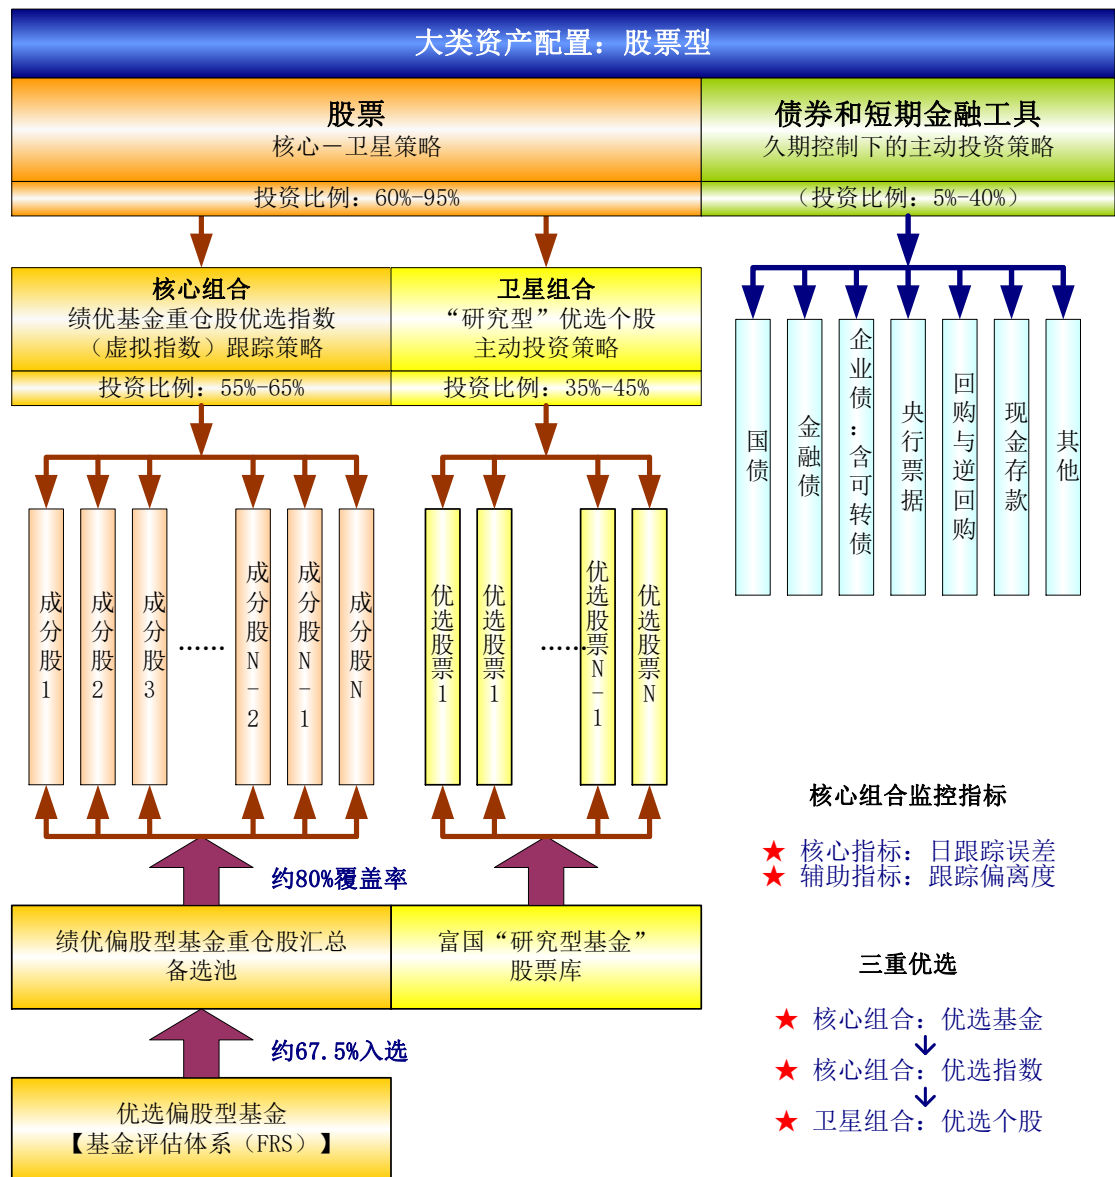 大类资产配置：股票型
股票
核心－卫星策略
投资比例：60%-95%
债券和短期金融工具
久期控制下的主动投资策略
（投资比例：5%-40%）
核心组合
绩优基金重仓股优选指数
（虚拟指数）跟踪策略
投资比例：55%-65%
卫星组合
“研究型”优选个股
主动投资策略
投资比例：35%-45%
国债
金融债
企业债：含可转债
央行票据
回购与逆回购
现金存款
其他
成分股1
成分股2
成分股3
......
成分股N-2
成分股N-1
成分股N
优选股票1
优选股票1
......
优选股票N-1
优选股票N
约80%覆盖率
绩优偏股型基金重仓股汇总
备选池
富国“研究型基金”
股票库
约67.5%入选
优选偏股型基金
【基金评估体系（FRS）】
核心组合监控指标
★ 核心指标：日跟踪误差
★ 辅助指标：跟踪偏离度
三重优选
★ 核心组合：优选基金
★ 核心组合：优选指数
★ 卫星组合：优选个股